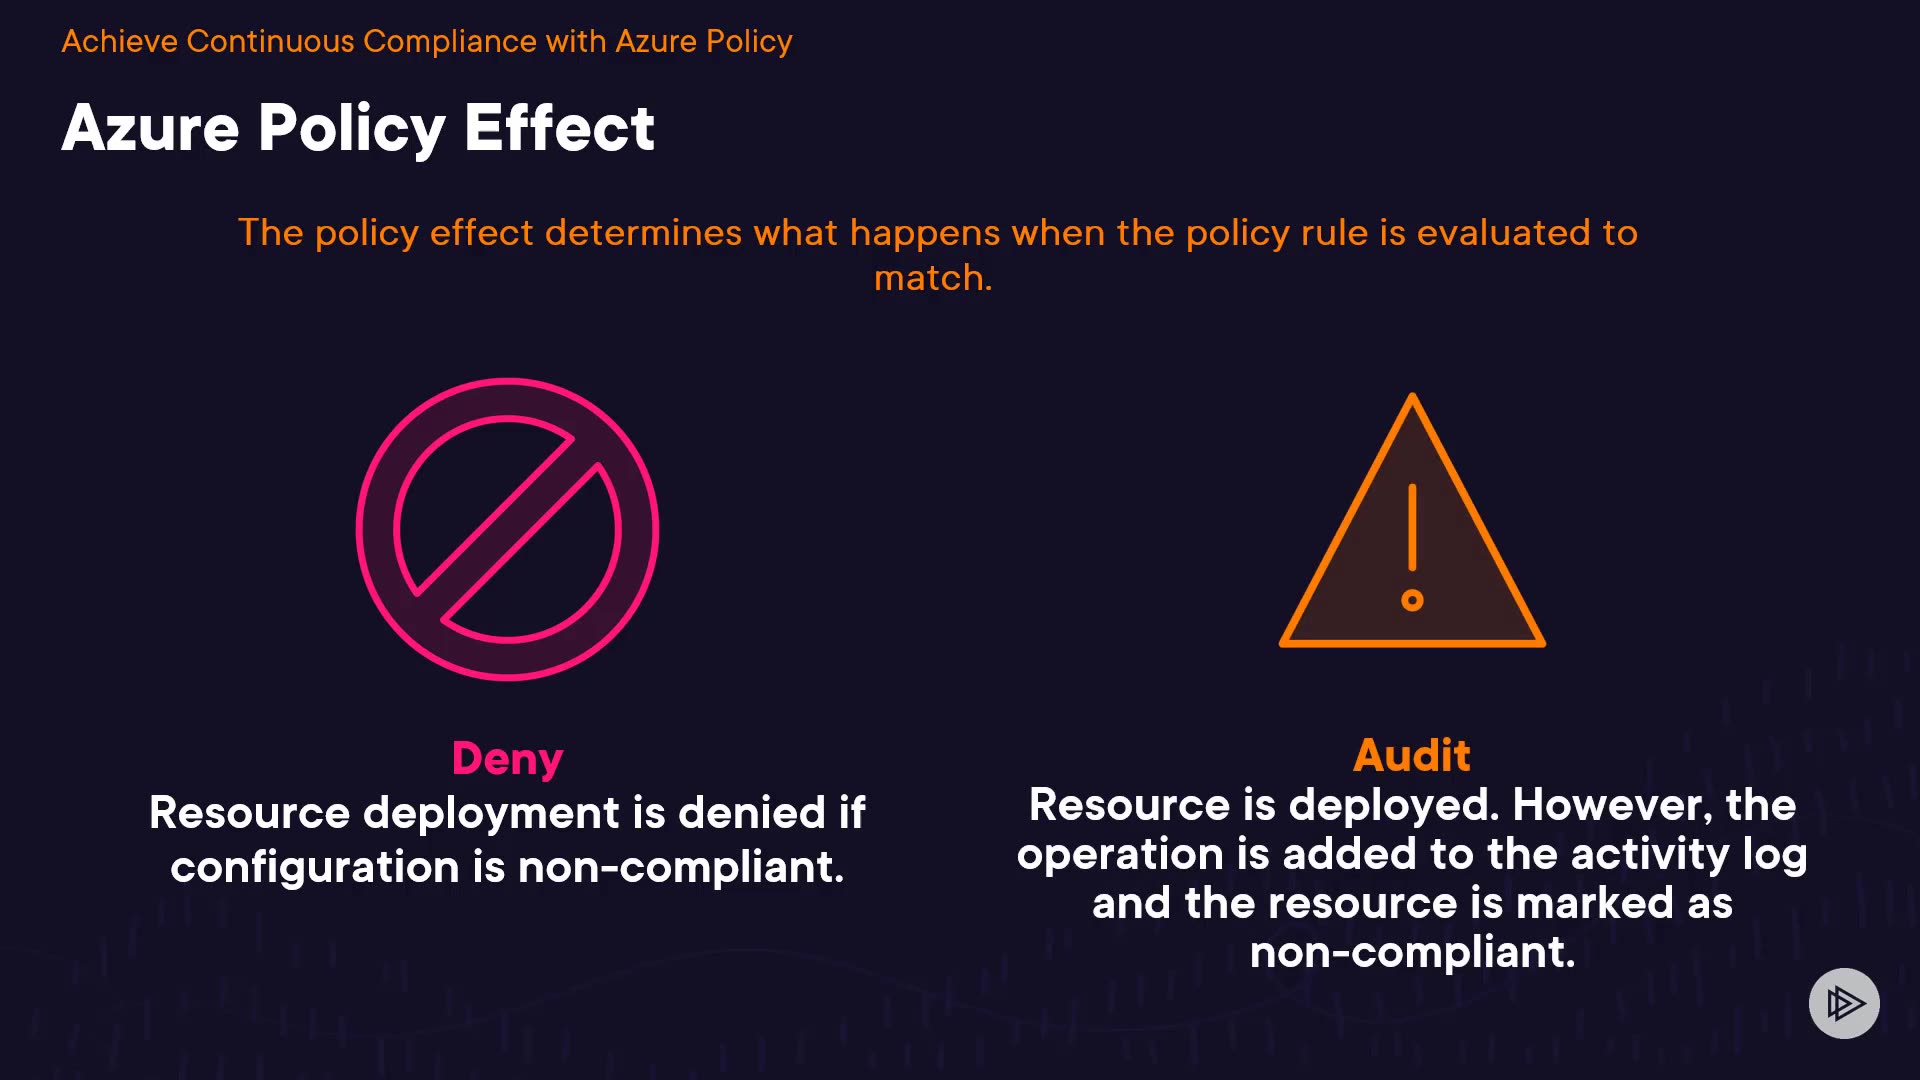 Achieve Continuous Compliance with Azure Policy
Azure Policy Effect
The policy effect determines what happens when the policy rule is evaluated to
match.
Deny
Resource deployment is denied if
configuration is non-compliant.
Audit
Resource is deployed. However, the
operation is added to the activity log
and the resource is marked as
non-compliant.